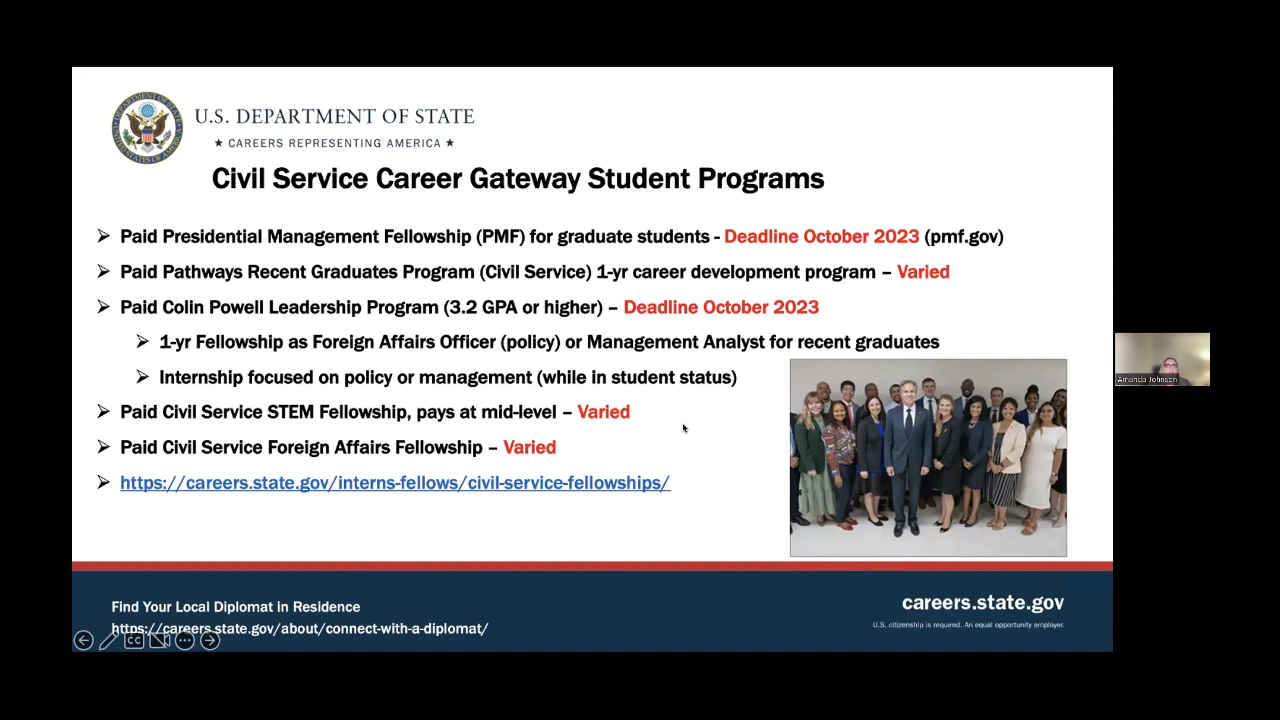 U.S. DEPARTMENT OF STATE
★ CAREERS REPRESENTING AMERICA ★
Civil Service Career Gateway Student Programs
➢ Paid Presidential Management Fellowship (PMF) for graduate students - Deadline October 2023 (pmf.gov)
➢ Paid Pathways Recent Graduates Program (Civil Service) 1-yr career development program – Varied
➢ Paid Colin Powell Leadership Program (3.2 GPA or higher) – Deadline October 2023
➢ 1-yr Fellowship as Foreign Affairs Officer (policy) or Management Analyst for recent graduates
➢ Internship focused on policy or management (while in student status)
➢ Paid Civil Service STEM Fellowship, pays at mid-level – Varied
➢ Paid Civil Service Foreign Affairs Fellowship – Varied
➢ https://careers.state.gov/interns-fellows/civil-service-fellowships/
Amanda Johnson
Find Your Local Diplomat in Residence
https://careers.state.gov/about/connect-with-a-diplomat/
CC
careers.state.gov
U.S. citizenship is required. An equal opportunity employer.